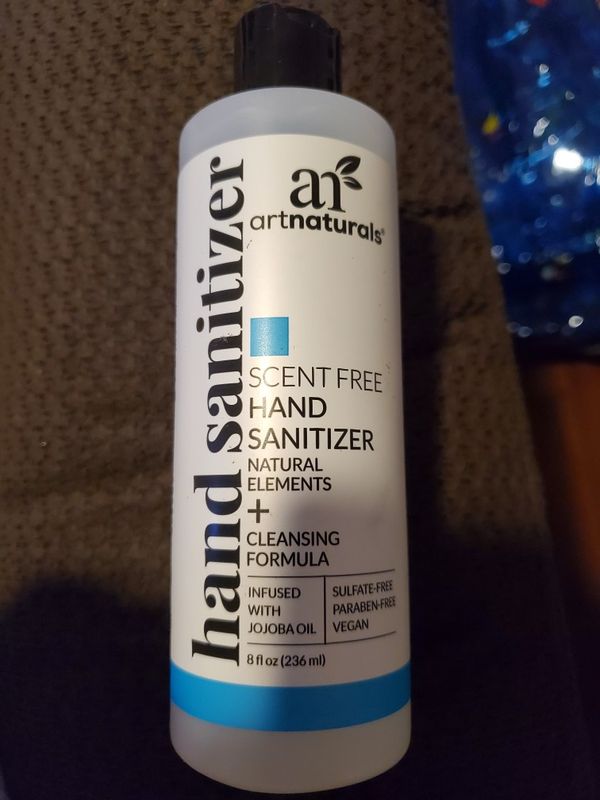 hand sanitizer
an
artnaturals®
SCENT FREE
HAND
SANITIZER
NATURAL
ELEMENTS
+
CLEANSING
FORMULA
INFUSED
WITH
JOJOBA OIL
SULFATE-FREE
PARABEN-FREE
VEGAN
8 fl oz (236 ml)